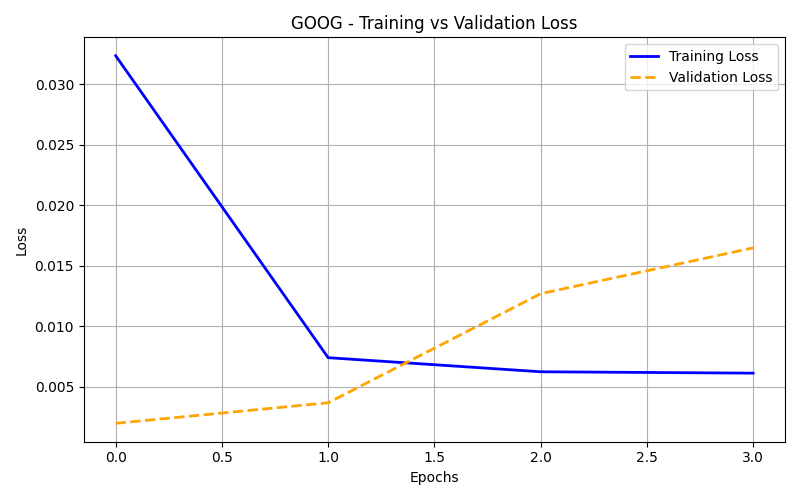 GOOG - Training vs Validation Loss
Training Loss
Validation Loss
0.030
0.025
0.020
0.015
0.010
0.005
Loss
0.0 0.5 1.0 1.5 2.0 2.5 3.0
Epochs